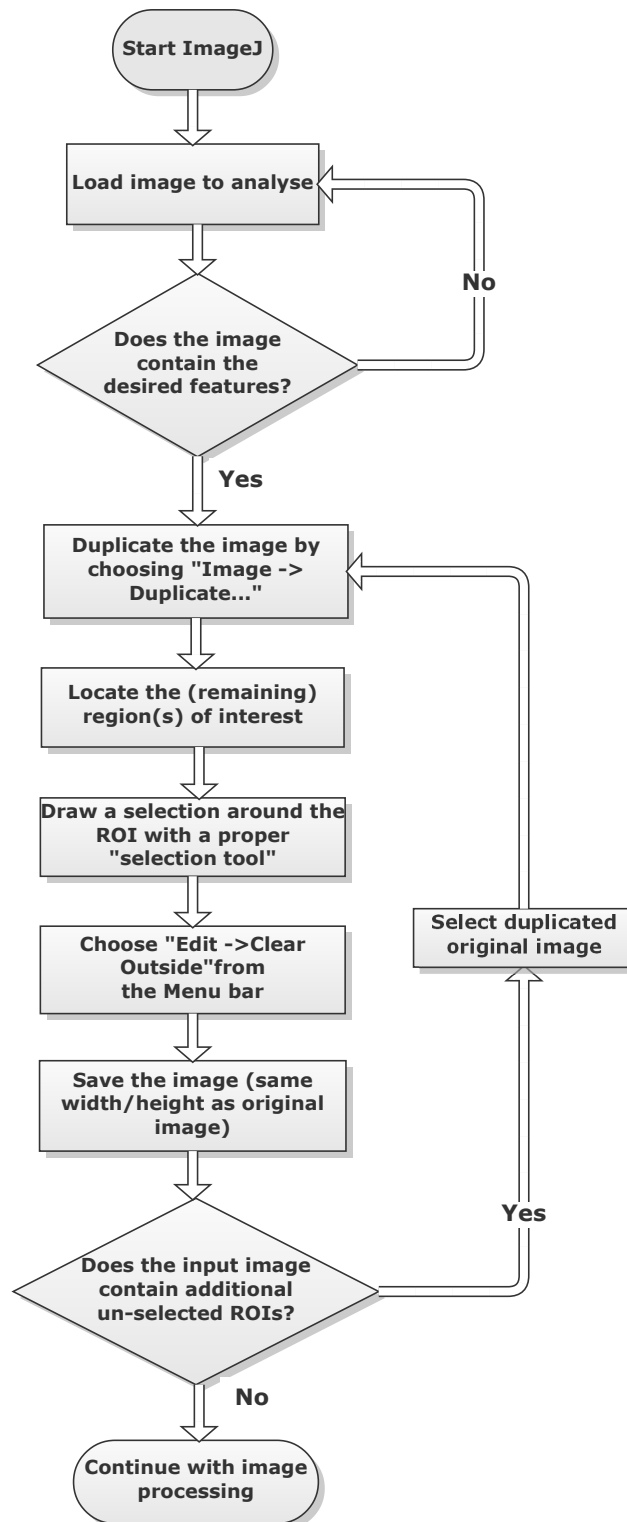 Start ImageJ
Load image to analyse
No
Does the image
contain the
desired features?
Yes
Duplicate the image by
choosing "Image ->
Duplicate..."
Locate the (remaining)
region(s) of interest
Draw a selection around the
ROI with a proper
"selection tool"
Select duplicated
original image
Choose "Edit ->Clear
Outside"from
the Menu bar
Save the image (same
width/height as original
image)
Yes
Does the input image
contain additional
un-selected ROIs?
No
Continue with image
processing